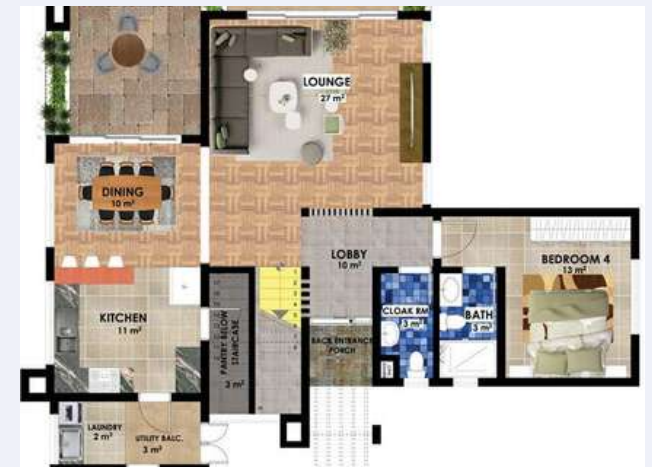 LOUNGE
27 m²
DINING
10 m²
LOBBY
10 m²
BEDROOM 4
13 m²
KITCHEN
11 m²
PANTRY BELOW
STAIRCASE
3 m²
CLOAK RM
3 m²
BATH
3 m²
BACK ENTRANCE
PORCH
LAUNDRY
2 m²
UTILITY BALC.
3 m²